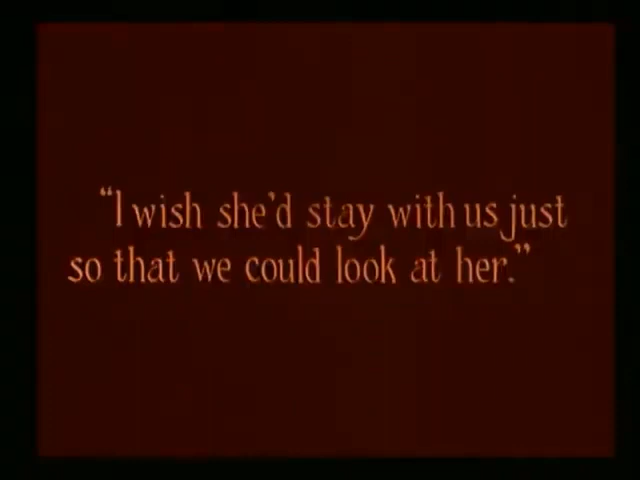 “I wish she'd stay with us just
so that we could look at her.”